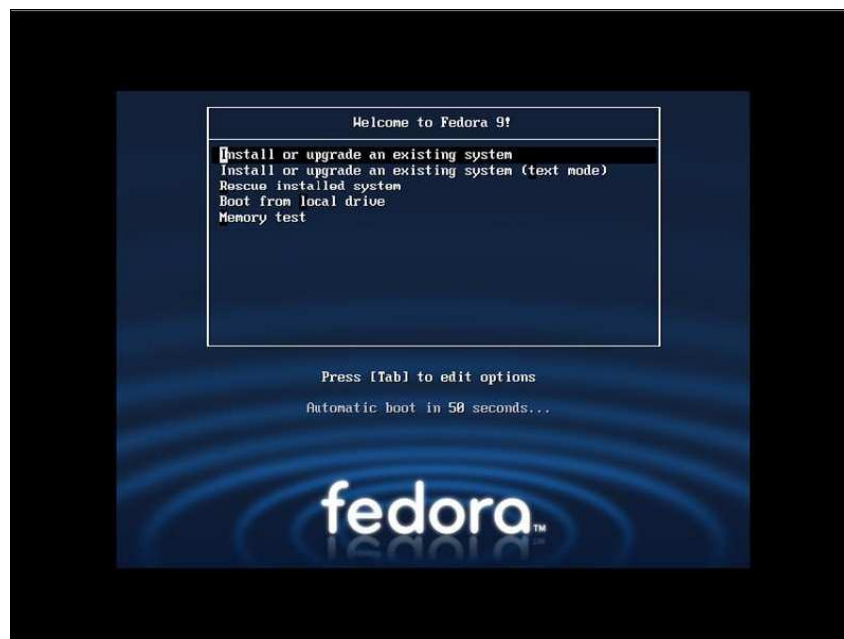 Welcome to Fedora 9!
Install or upgrade an existing system
Install or upgrade an existing system (text mode)
Rescue installed system
Boot from local drive
Memory test
Press [Tab] to edit options
Automatic boot in 50 seconds...
fedora™